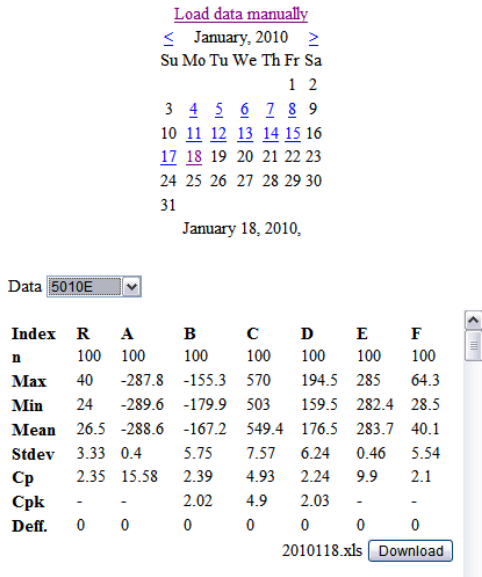 Load data manually
< January, 2010 >
Su Mo Tu We Th Fr Sa
1 2
3 4 5 6 7 8 9
10 11 12 13 14 15 16
17 18 19 20 21 22 23
24 25 26 27 28 29 30
31
January 18, 2010,
Data 5010E
Index R A B C D E F
n 100 100 100 100 100 100 100
Max 40 -287.8 -155.3 570 194.5 285 64.3
Min 24 -289.6 -179.9 503 159.5 282.4 28.5
Mean 26.5 -288.6 -167.2 549.4 176.5 283.7 40.1
Stdev 3.33 0.4 5.75 7.57 6.24 0.46 5.54
Cp 2.35 15.58 2.39 4.93 2.24 9.9 2.1
Cpk - - 2.02 4.9 2.03 - -
Deff. 0 0 0 0 0 0 0
2010118.xls Download